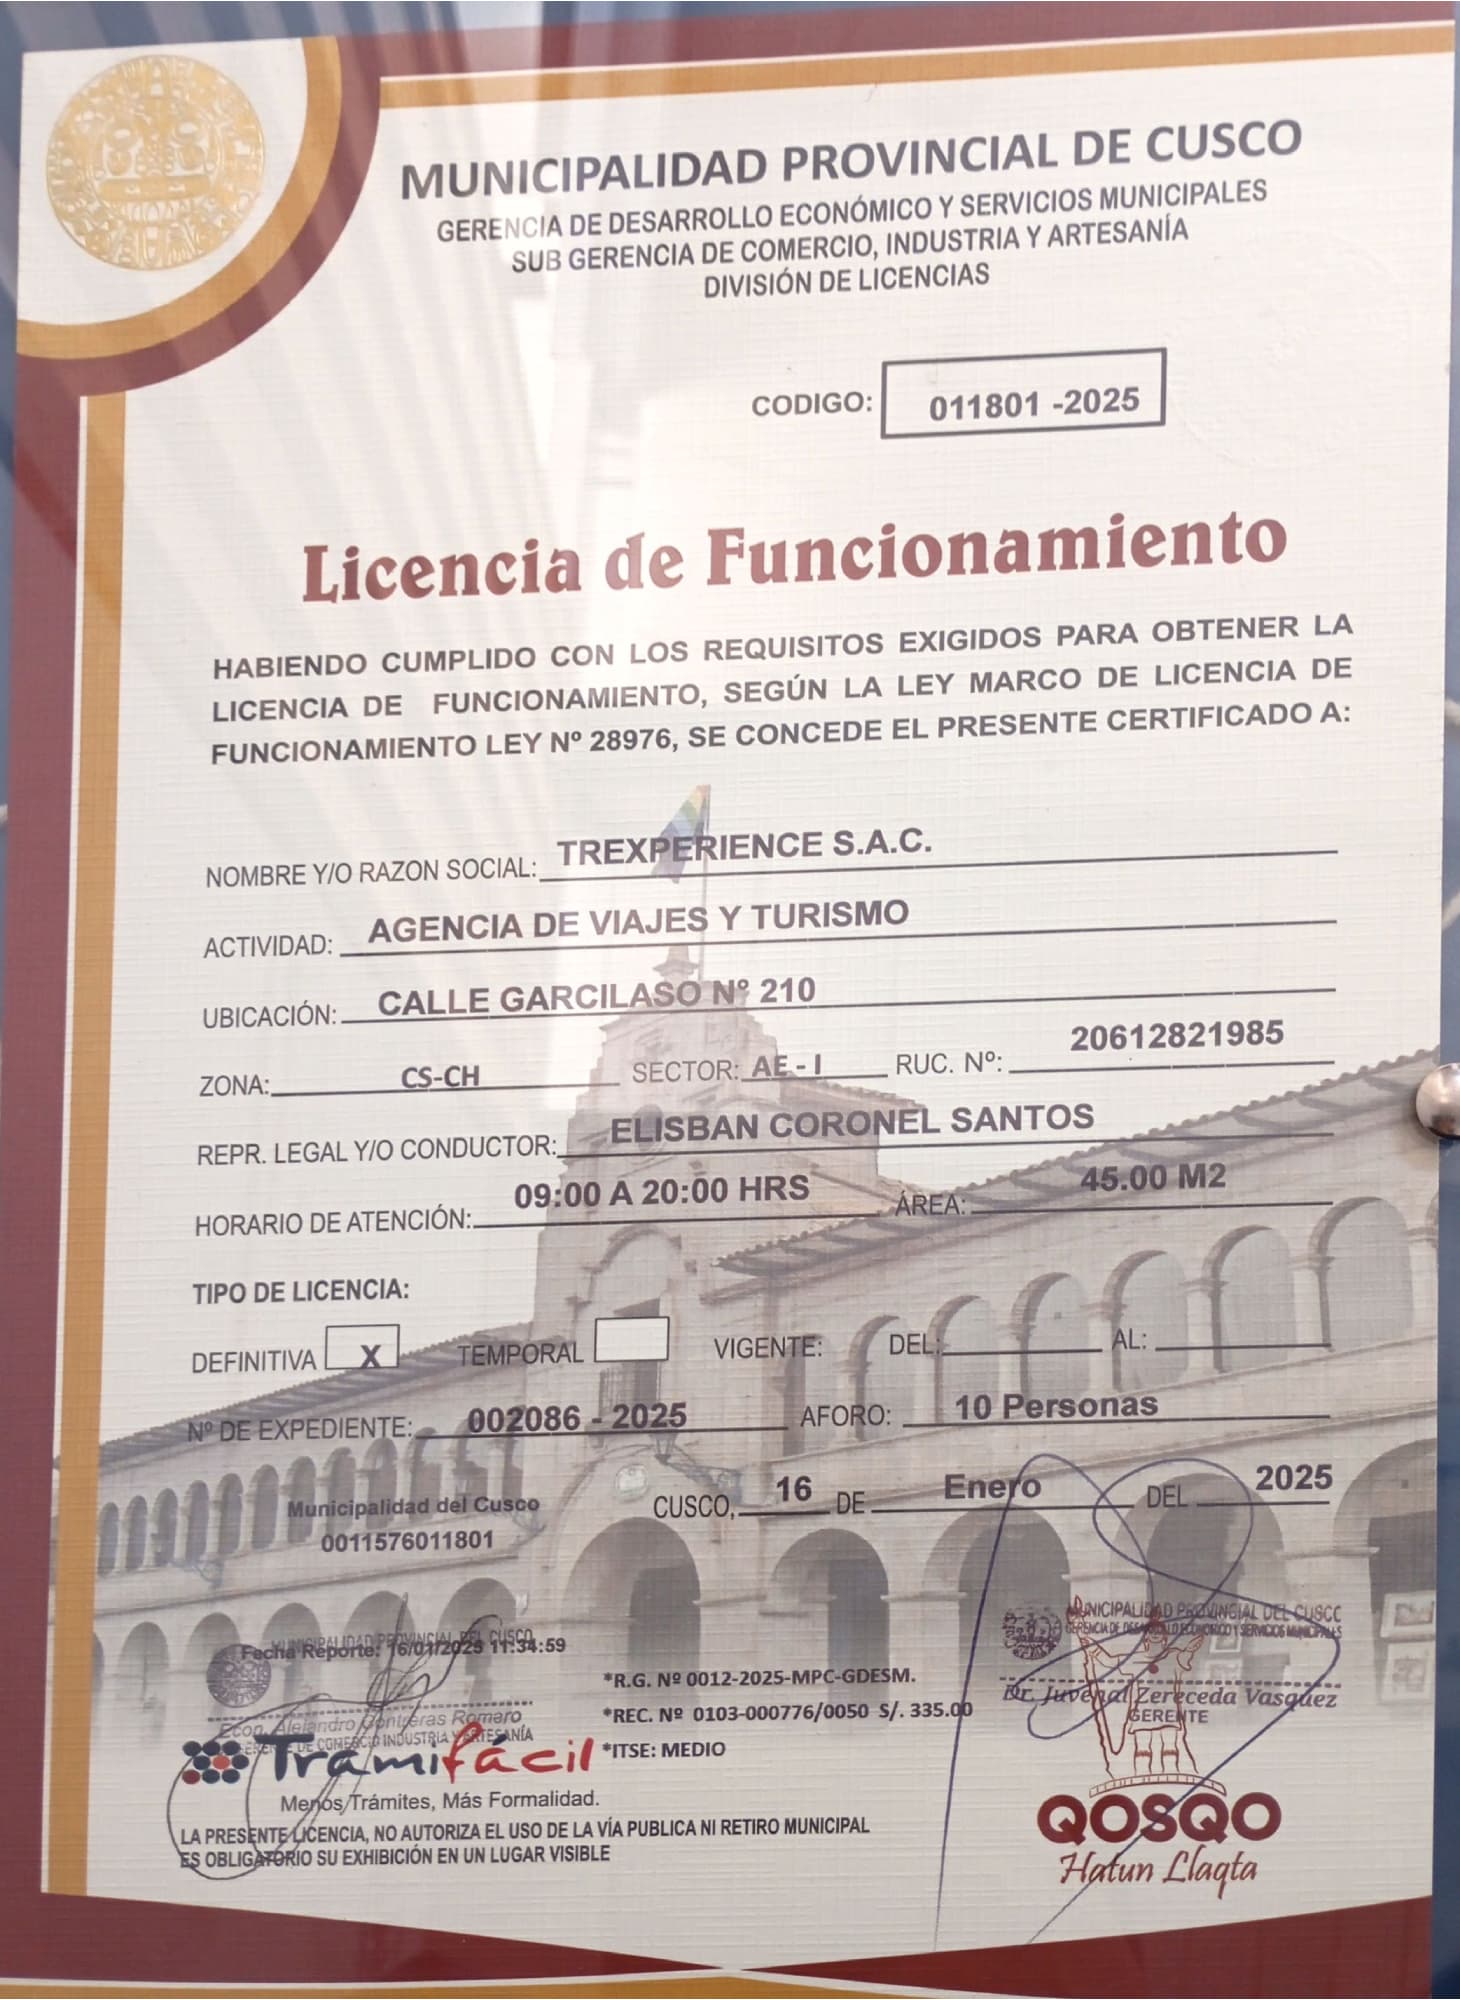 MUNICIPALIDAD PROVINCIAL DE CUSCO
GERENCIA DE DESARROLLO ECONÓMICO Y SERVICIOS MUNICIPALES
SUB GERENCIA DE COMERCIO, INDUSTRIA Y ARTESANÍA
DIVISIÓN DE LICENCIAS
CODIGO: 011801 -2025
Licencia de Funcionamiento
HABIENDO CUMPLIDO CON LOS REQUISITOS EXIGIDOS PARA OBTENER LA
LICENCIA DE FUNCIONAMIENTO, SEGÚN LA LEY MARCO DE LICENCIA DE
FUNCIONAMIENTO LEY Nº 28976, SE CONCEDE EL PRESENTE CERTIFICADO A:
NOMBRE Y/O RAZON SOCIAL: TREXPERIENCE S.A.C.
ACTIVIDAD: AGENCIA DE VIAJES Y TURISMO
UBICACIÓN: CALLE GARCILASO Nº 210
ZONA: CS-CH SECTOR: AE - I RUC. Nº: 20612821985
REPR. LEGAL Y/O CONDUCTOR: ELISBAN CORONEL SANTOS
HORARIO DE ATENCIÓN: 09:00 A 20:00 HRS ÁREA: 45.00 M2
TIPO DE LICENCIA:
DEFINITIVA X TEMPORAL VIGENTE: DEL: AL:
Nº DE EXPEDIENTE: 002086 - 2025 AFORO: 10 Personas
CUSCO, 16 DE Enero DEL 2025
Municipalidad del Cusco
0011576011801
MUNICIPALIDAD PROVINCIAL DEL CUSCO
Fecha Reporte: 16/01/2025 11:34:59
Econ. Alejandro Contreras Romero
DE COMERCIO INDUSTRIA Y ARTESANÍA
Tramifácil
Menos Trámites, Más Formalidad.
*R.G. Nº 0012-2025-MPC-GDESM.
*REC. Nº 0103-000776/0050 S/. 335.00
*ITSE: MEDIO
MUNICIPALIDAD PROVINCIAL DEL CUSCO
GERENCIA DE DESARROLLO ECONOMICO Y SERVICIOS MUNICIPALES
Dr. Juvenal Zereceda Vasquez
GERENTE
QOSQO
Hatun Llaqta
LA PRESENTE LICENCIA, NO AUTORIZA EL USO DE LA VÍA PUBLICA NI RETIRO MUNICIPAL
ES OBLIGATORIO SU EXHIBICIÓN EN UN LUGAR VISIBLE